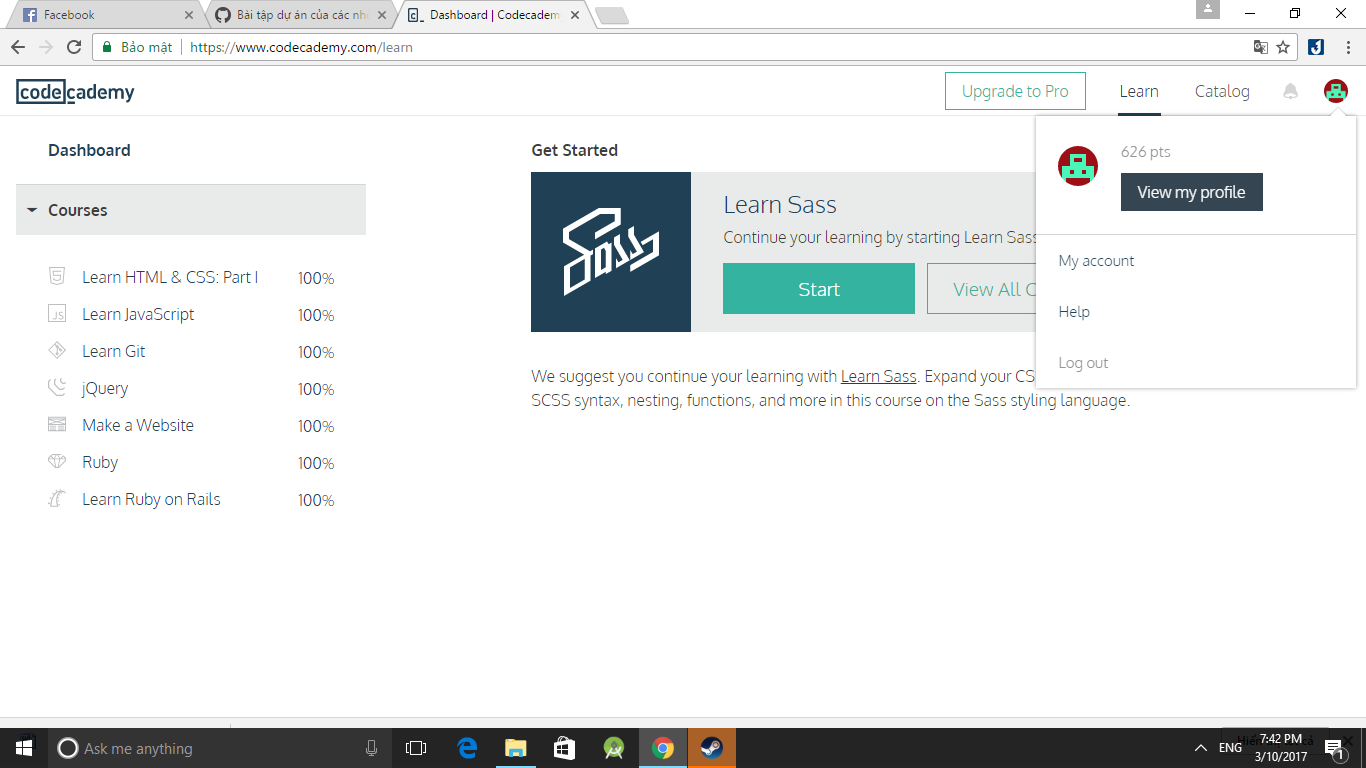 Facebook
Bài tập dự án của các nh
Dashboard | Codecadem
Bảo mật https://www.codecademy.com/learn
codecademy
Upgrade to Pro
Learn
Catalog
Dashboard
Courses
Learn HTML & CSS: Part I 100%
Learn JavaScript 100%
Learn Git 100%
jQuery 100%
Make a Website 100%
Ruby 100%
Learn Ruby on Rails 100%
Get Started
Sass
Learn Sass
Continue your learning by starting Learn Sass
Start
View All C
We suggest you continue your learning with Learn Sass. Expand your CS
SCSS syntax, nesting, functions, and more in this course on the Sass styling language.
626 pts
View my profile
My account
Help
Log out
JS
Ask me anything
ENG
7:42 PM
3/10/2017
1